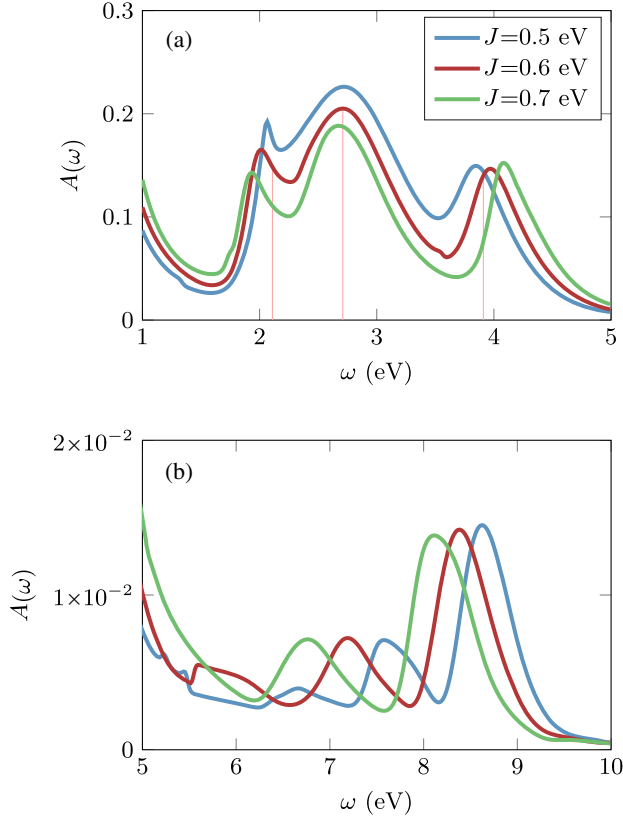 0.3
(a)
J=0.5 eV
J=0.6 eV
J=0.7 eV
0.2
A(ω)
0.1
0
1 2 3 4 5
ω (eV)
2×10⁻²
(b)
A(ω)
1×10⁻²
0
5 6 7 8 9 10
ω (eV)